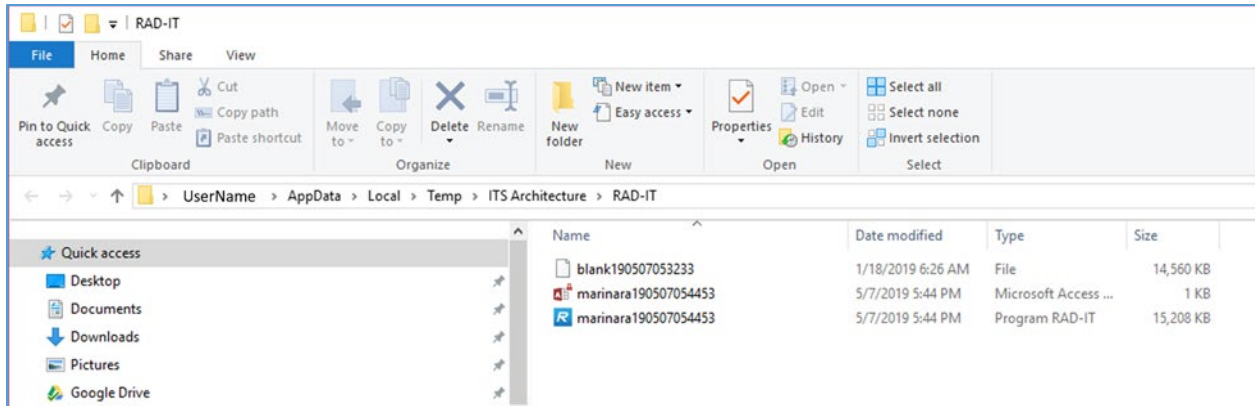 RAD-IT
File Home Share View
Pin to Quick access
Copy
Paste
Cut
Copy path
Paste shortcut
Clipboard
Move to
Copy to
Delete
Rename
Organize
New folder
New item
Easy access
New
Properties
Open
Edit
History
Open
Select all
Select none
Invert selection
Select
> UserName > AppData > Local > Temp > ITS Architecture > RAD-IT
Quick access
Desktop
Documents
Downloads
Pictures
Google Drive
Name Date modified Type Size
blank190507053233 1/18/2019 6:26 AM File 14,560 KB
marinara190507054453 5/7/2019 5:44 PM Microsoft Access ... 1 KB
marinara190507054453 5/7/2019 5:44 PM Program RAD-IT 15,208 KB